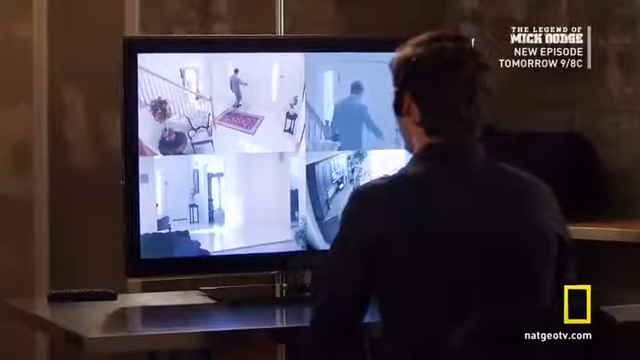 THE LEGEND OF
MICK DODGE
NEW EPISODE
TOMORROW 9/8C
natgeotv.com